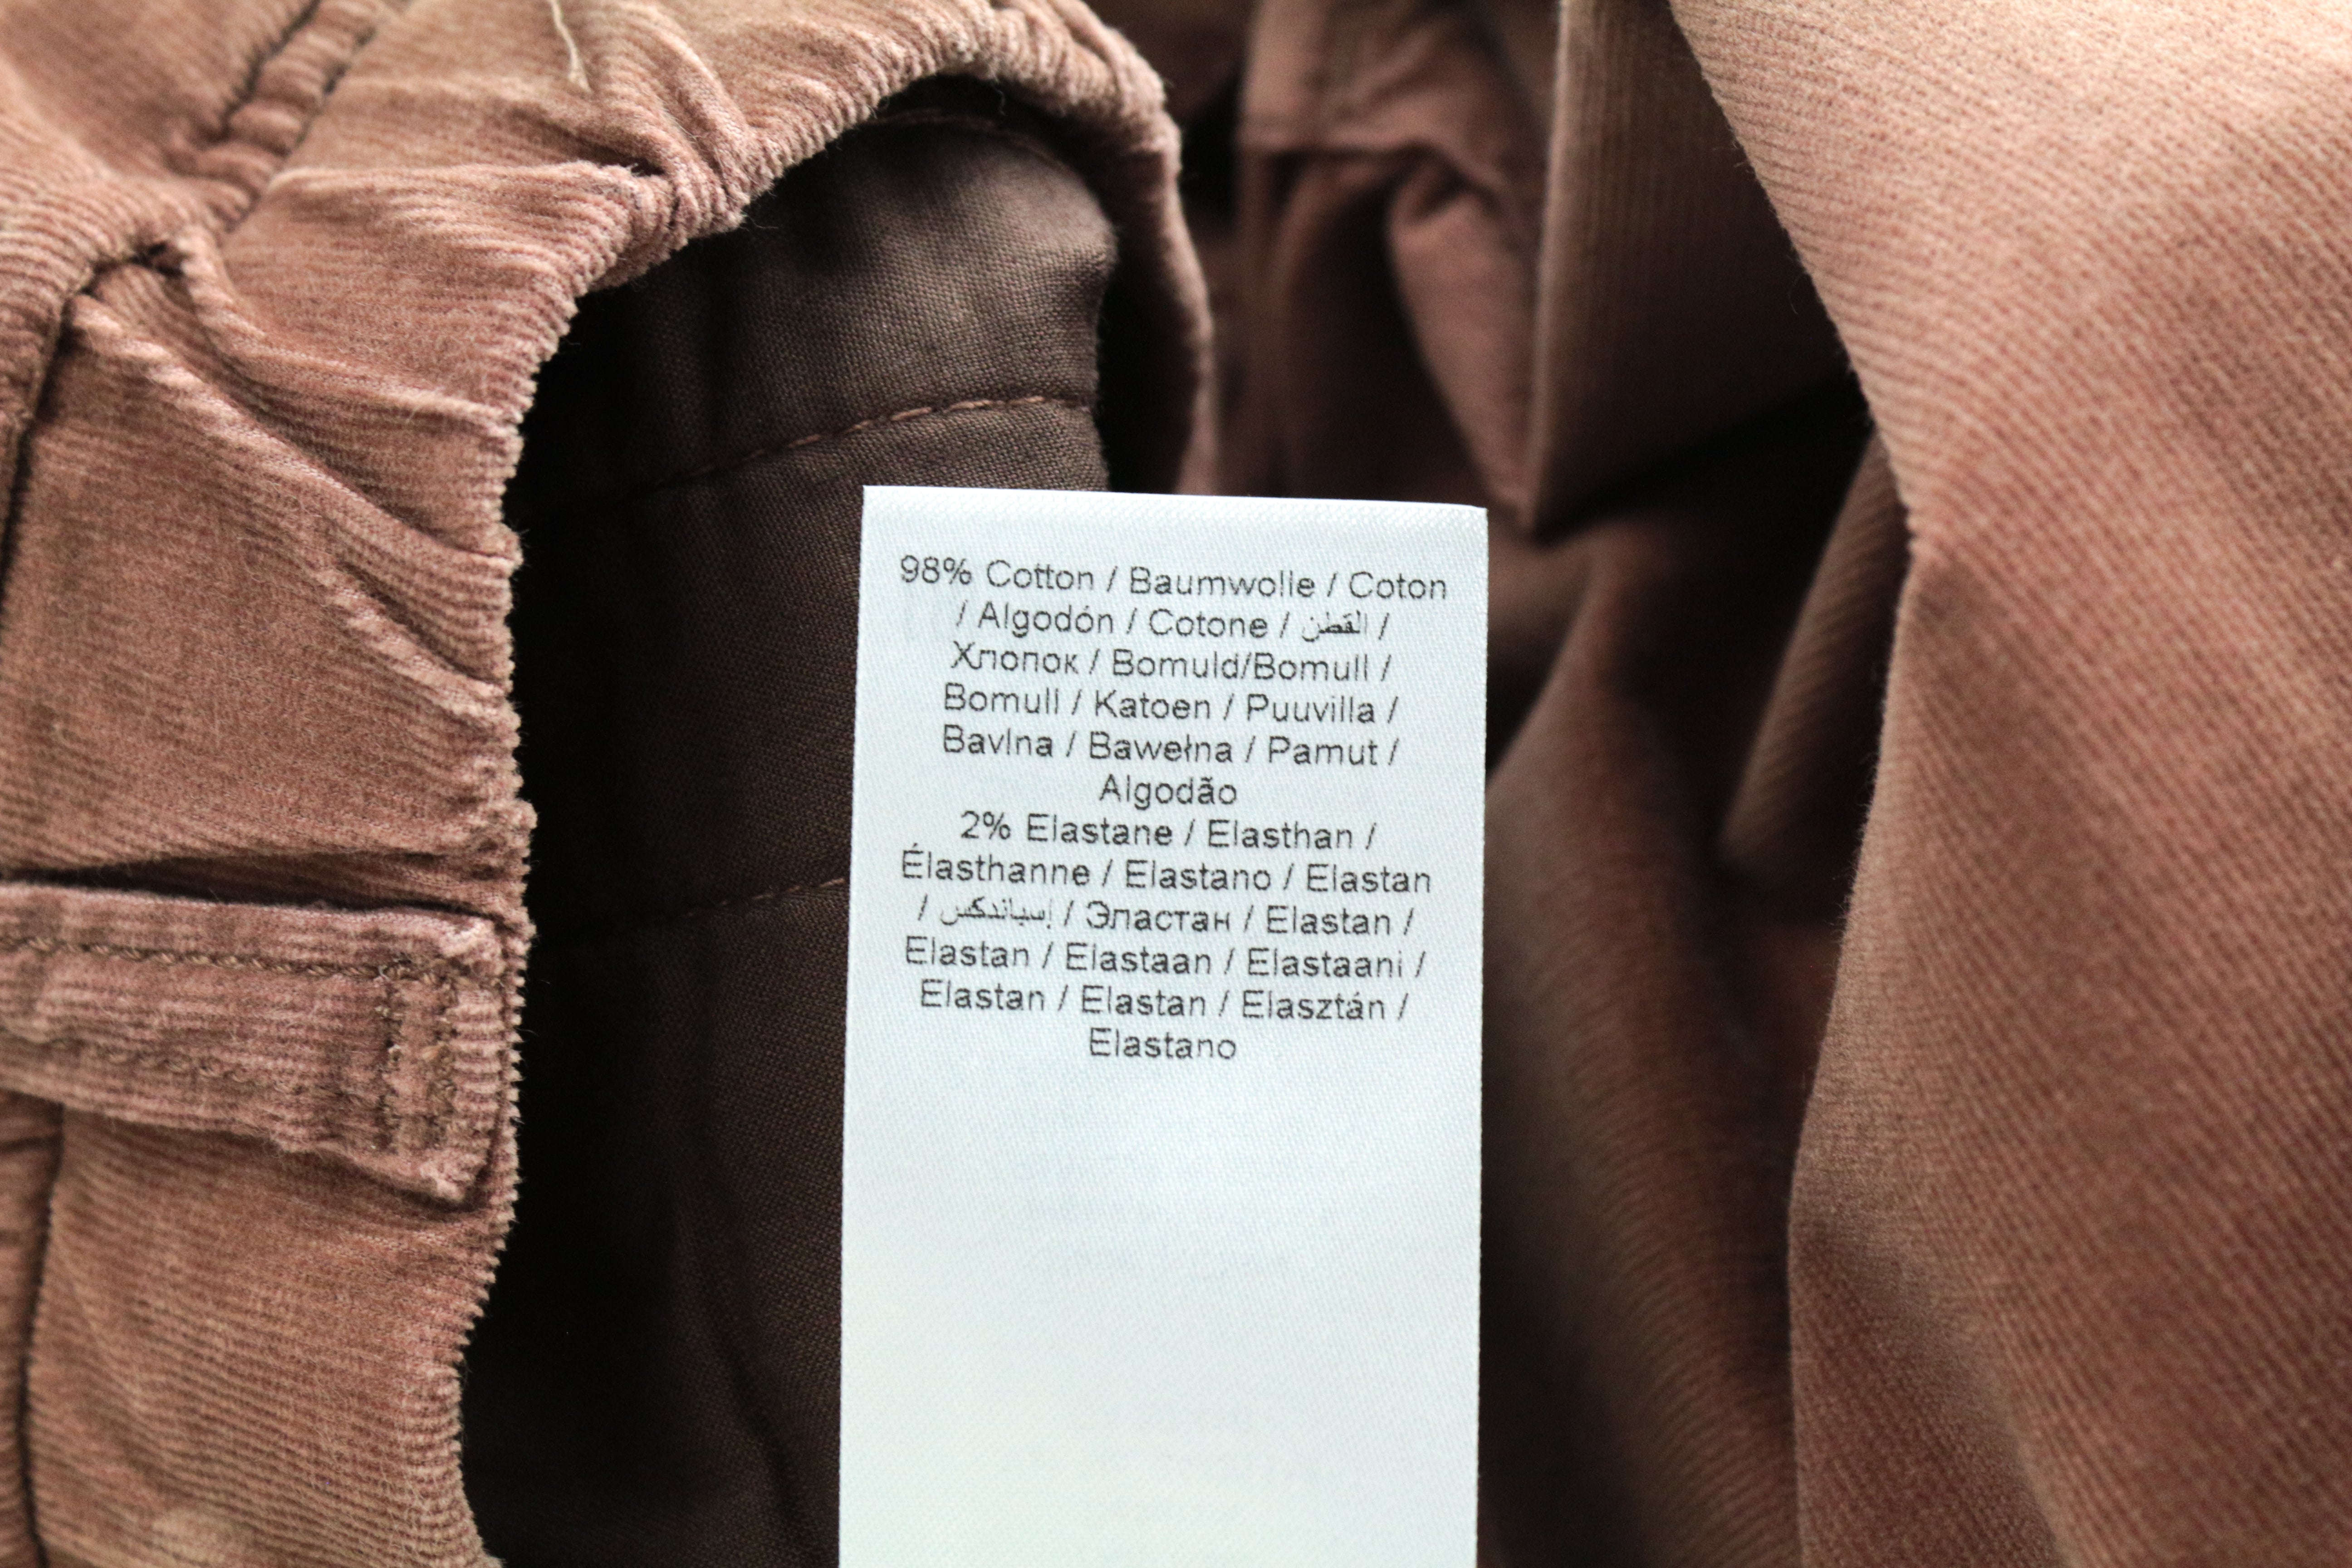 98% Cotton / Baumwolle / Coton
/ Algodón / Cotone / القطن /
Хлопок / Bomuld/Bomull /
Bomull / Katoen / Puuvilla /
Bavlna / Bawełna / Pamut /
Algodão
2% Elastane / Elasthan /
Élasthanne / Elastano / Elastan
/ إسباندكس / Эластан / Elastan /
Elastan / Elastaan / Elastaani /
Elastan / Elastan / Elasztán /
Elastano